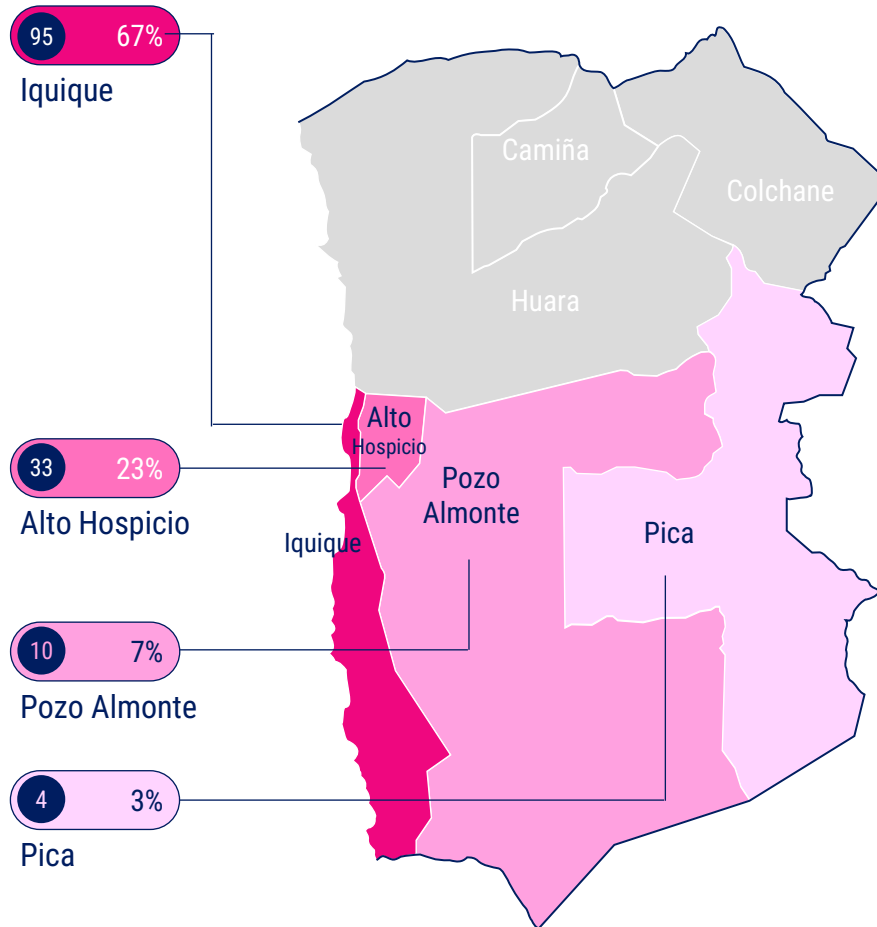 95 67%
Iquique
Camiña
Colchane
Huara
Alto
Hospicio
33 23%
Alto Hospicio
Pozo
Almonte
Iquique
Pica
10 7%
Pozo Almonte
4 3%
Pica